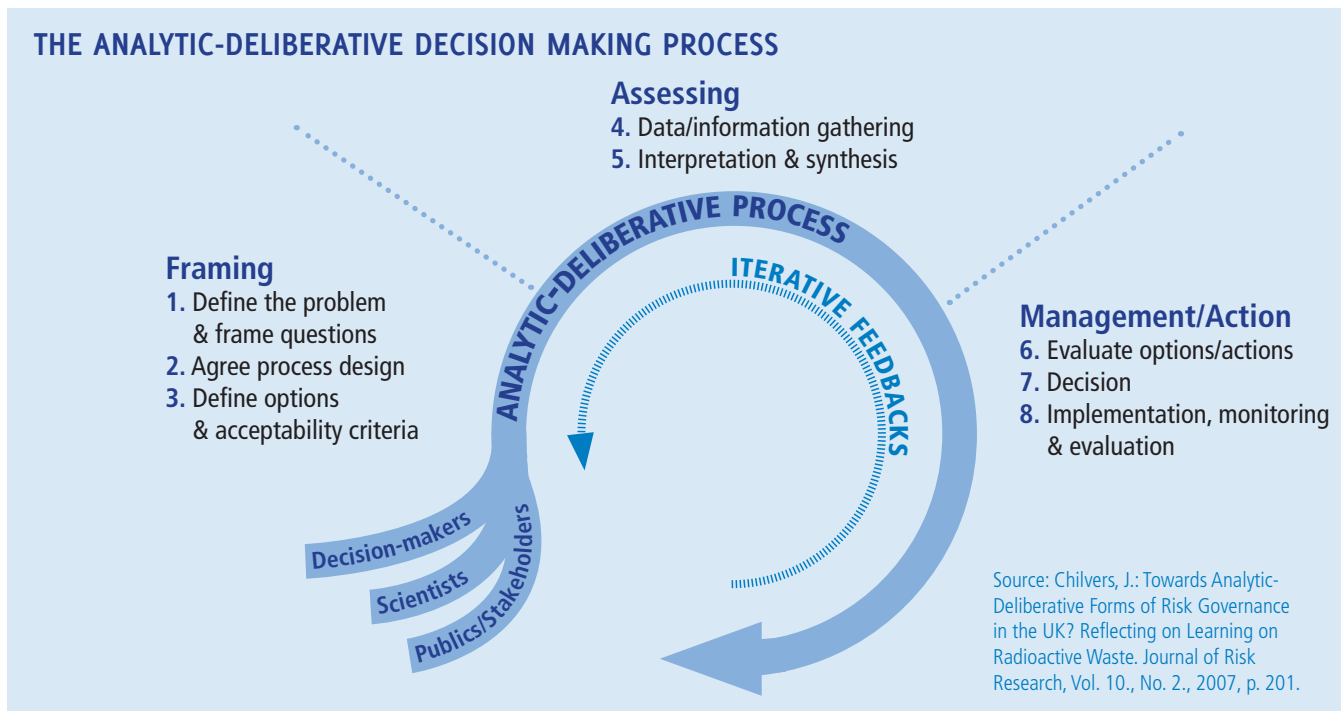 THE ANALYTIC-DELIBERATIVE DECISION MAKING PROCESS
Assessing
4. Data/information gathering
5. Interpretation & synthesis
ANALYTIC-DELIBERATIVE PROCESS
ITERATIVE FEEDBACKS
Framing
1. Define the problem
& frame questions
2. Agree process design
3. Define options
& acceptability criteria
Management/Action
6. Evaluate options/actions
7. Decision
8. Implementation, monitoring
& evaluation
Decision-makers
Scientists
Publics/Stakeholders
Source: Chilvers, J.: Towards Analytic-
Deliberative Forms of Risk Governance
in the UK? Reflecting on Learning on
Radioactive Waste. Journal of Risk
Research, Vol. 10., No. 2., 2007, p. 201.